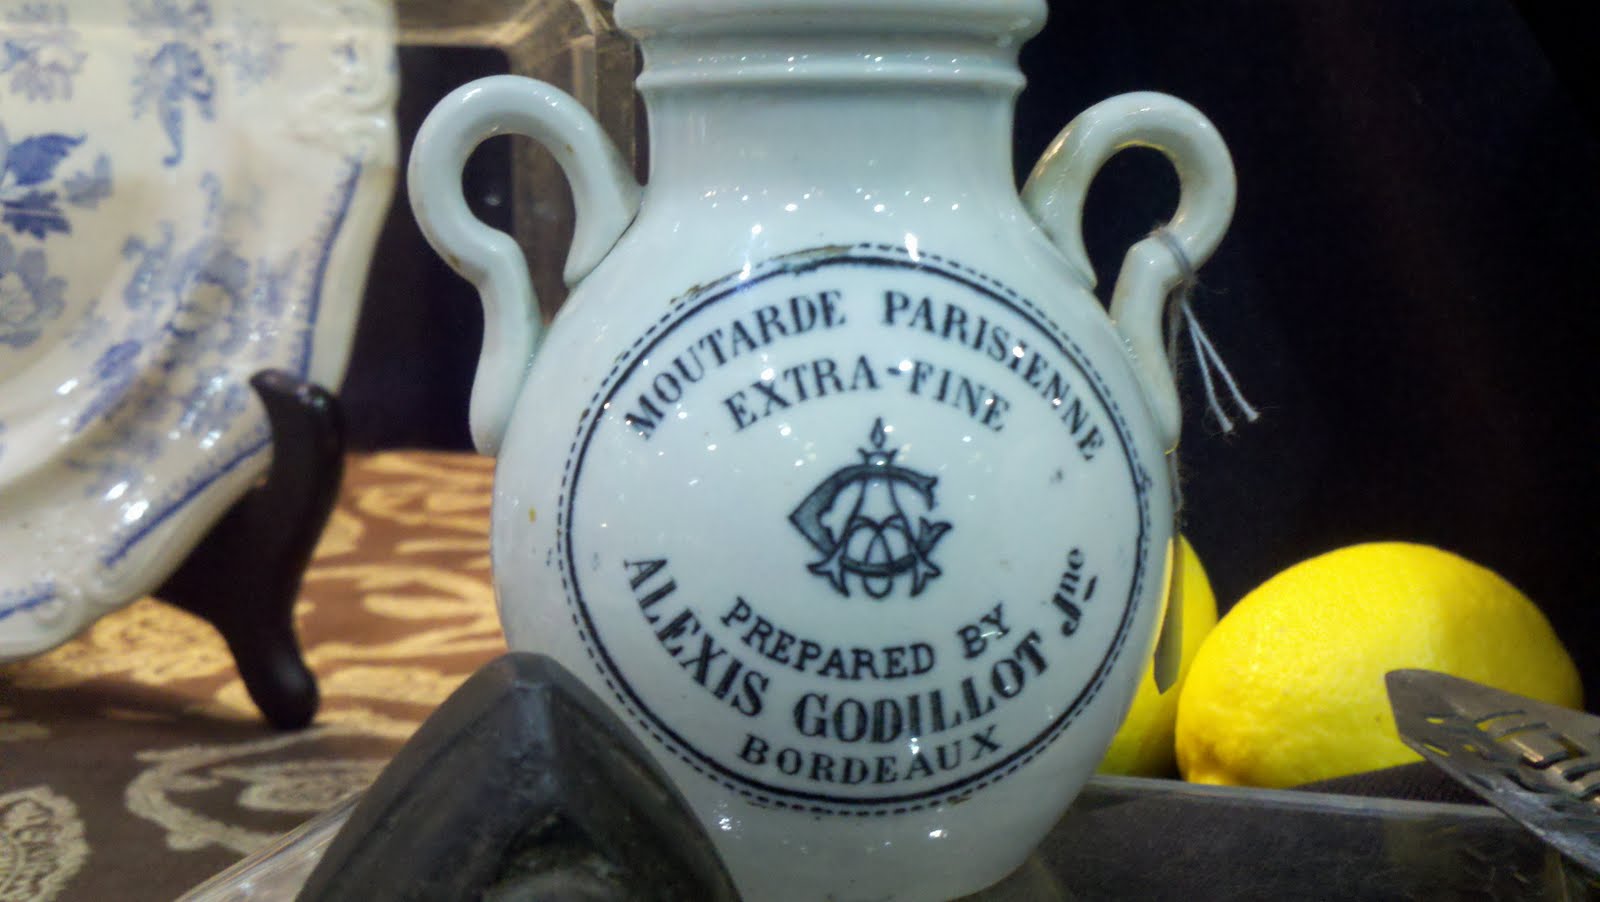 MOUTARDE PARISIENNE
EXTRA-FINE
PREPARED BY
ALEXIS GODILLOT Jne
BORDEAUX